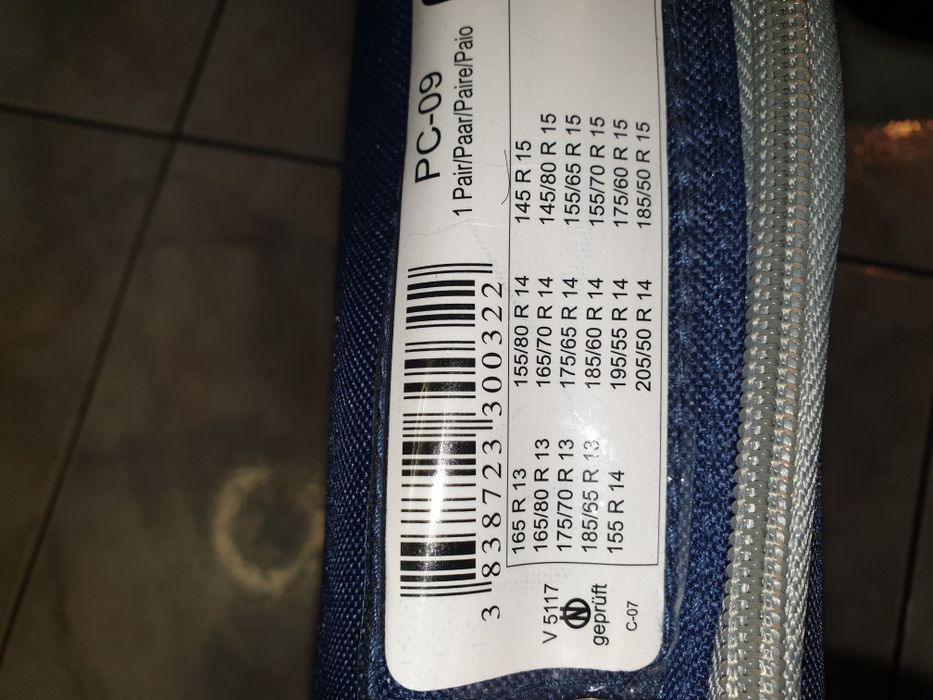 PC-09
1 Pair/Paar/Paire/Paio
3 838723 300322
V 5117
geprüft
C-07
165 R 13
165/80 R 13
175/70 R 13
185/65 R 13
155 R 14
155/80 R 14
165/70 R 14
175/65 R 14
185/60 R 14
195/55 R 14
205/50 R 14
145 R 15
145/80 R 15
155/65 R 15
155/70 R 15
175/60 R 15
185/50 R 15